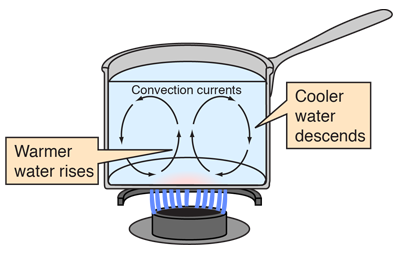 Convection currents
Cooler
water
descends
Warmer
water rises